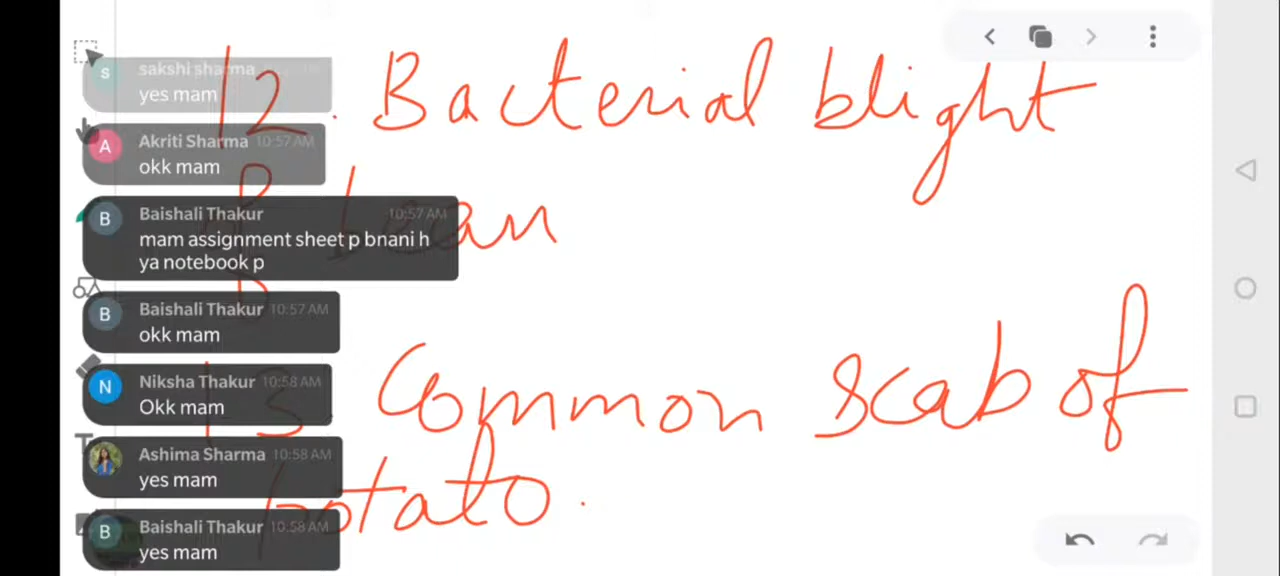 sakshi sharma
yes mam
Akriti Sharma 10:57 AM
okk mam
Baishali Thakur 10:57 AM
mam assignment sheet p bnani h
ya notebook p
Baishali Thakur 10:57 AM
okk mam
Niksha Thakur 10:58 AM
Okk mam
Ashima Sharma 10:58 AM
yes mam
Baishali Thakur 10:58 AM
yes mam
12. Bacterial blight
bean
13 Common scab of
potato.